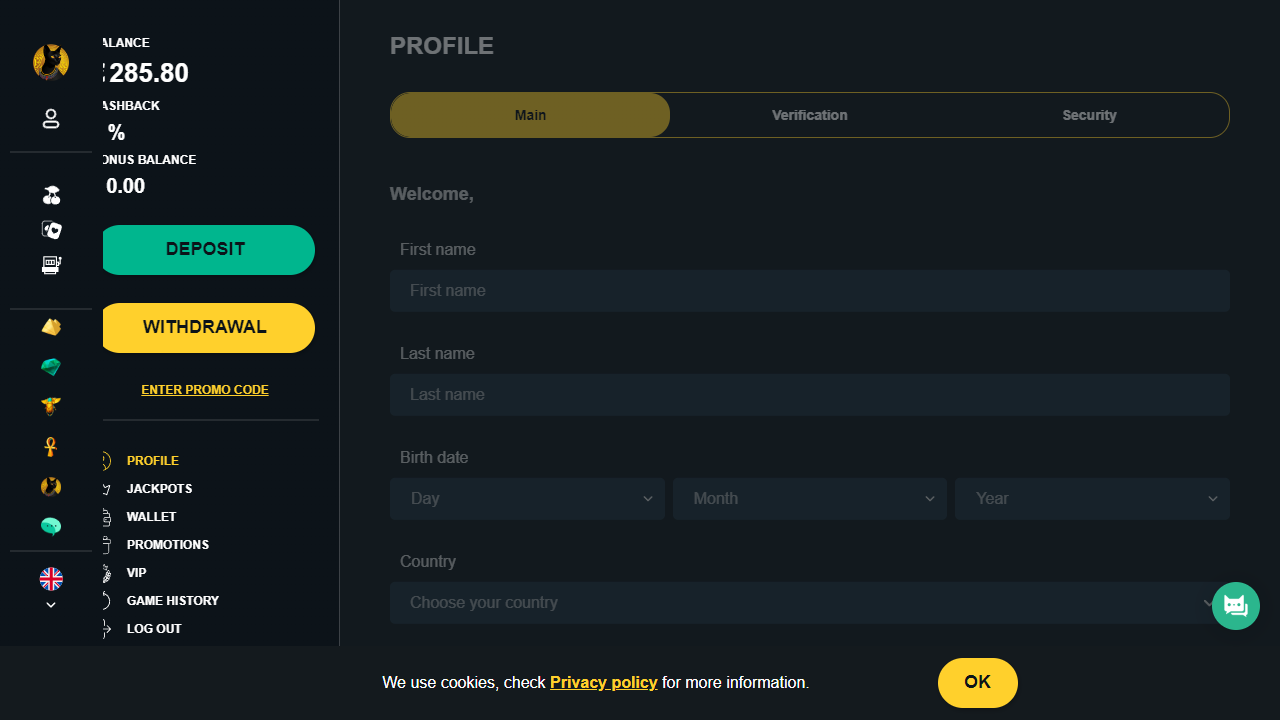 ALANCE
285.80
ASHBACK
%
ONUS BALANCE
0.00
DEPOSIT
WITHDRAWAL
ENTER PROMO CODE
PROFILE
JACKPOTS
WALLET
PROMOTIONS
VIP
GAME HISTORY
LOG OUT
PROFILE
Main
Verification
Security
Welcome,
First name
First name
Last name
Last name
Birth date
Day
Month
Year
Country
Choose your country
We use cookies, check Privacy policy for more information.
OK